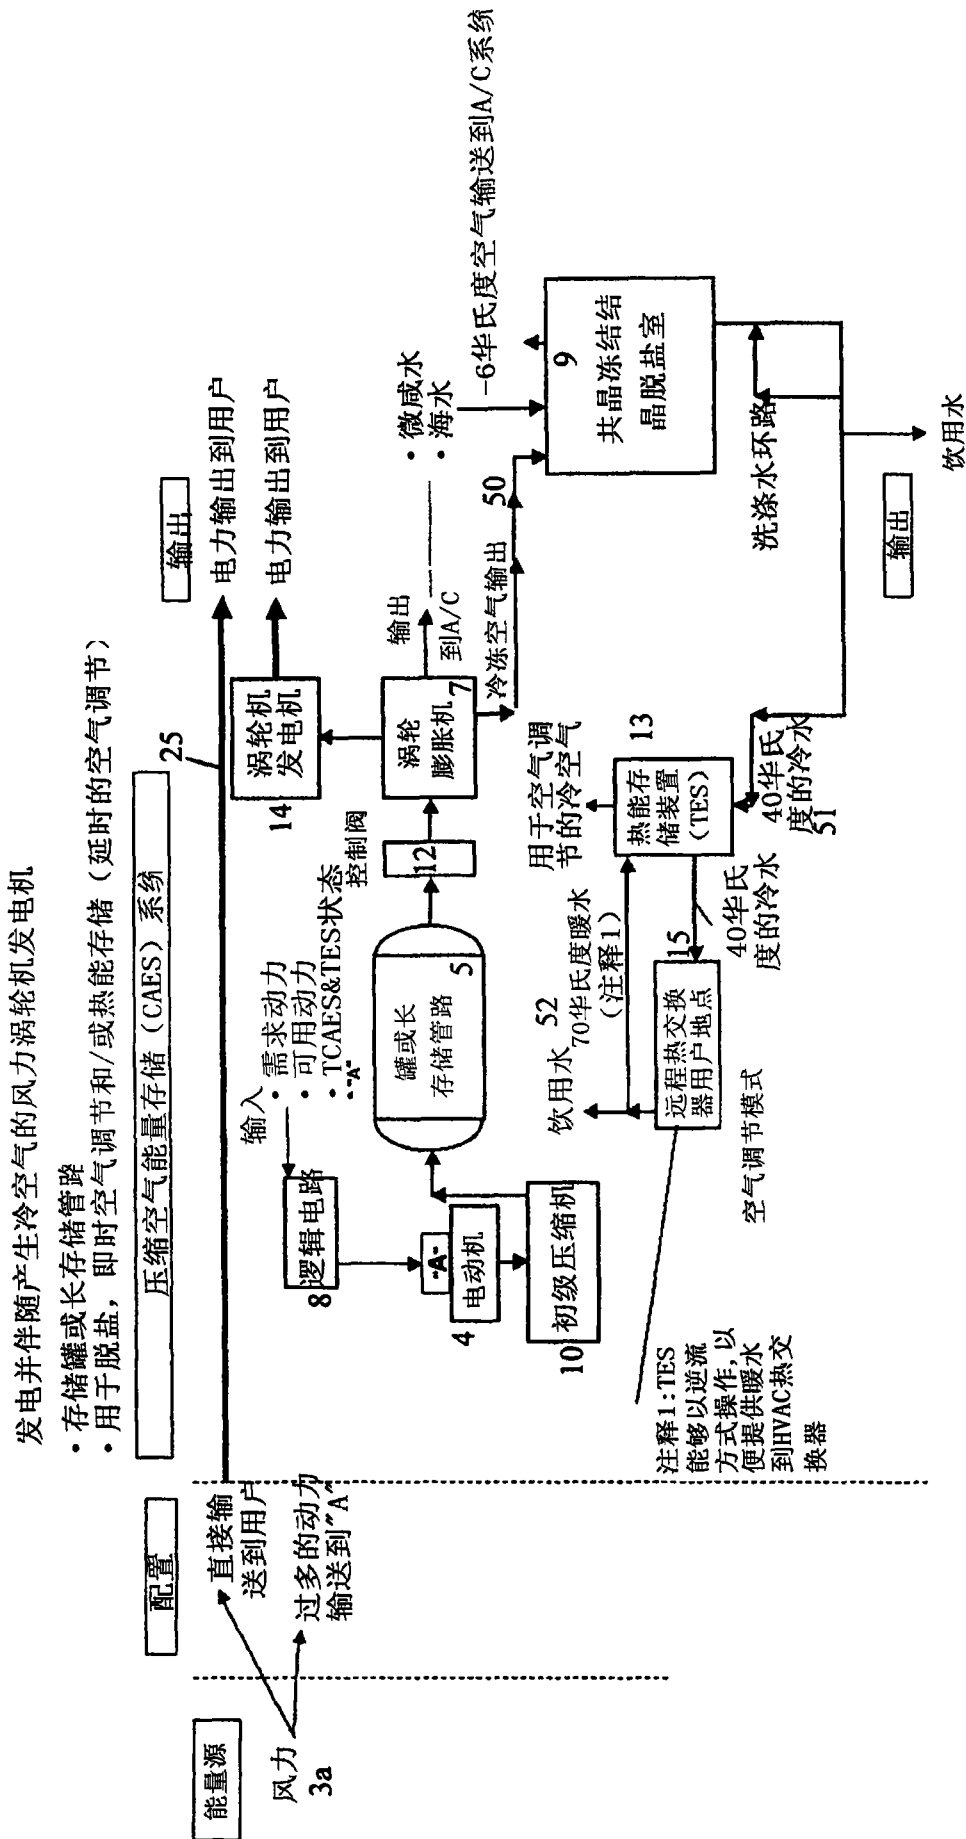 发电并伴随产生冷空气的风力涡轮机发电机
· 存储罐或长存储管路
· 用于脱盐，即时空气调节和/或热能存储（延时的空气调节）
能量源
配置
压缩空气能量存储（CAES）系统
输出
风力
3a
直接输
送到用户
过多的动力
输送到"A"
25
电力输出到用户
涡轮机
发电机
14
电力输出到用户
输入
· 需求动力
· 可用动力
· TCAES&TES状态
-"A"
逻辑电路
8
"A"
电动机
4
初级压缩机
10
罐或长
存储管路
5
控制阀
12
涡轮
膨胀机
7
输出
到A/C
· 微咸水
· 海水
-6华氏度空气输送到A/C系统
冷冻空气输出
50
9
共晶冻结结
晶脱盐室
洗涤水环路
饮用水
输出
用于空气调
节的冷空气
热能存
储装置
（TES）
13
40华氏
度的冷水
51
饮用水
52
70华氏度暖水
（注释1）
15
40华氏
度的冷水
远程热交换
器用户地点
空气调节模式
注释1:TES
能够以逆流
方式操作,以
便提供暖水
到HVAC热交
换器